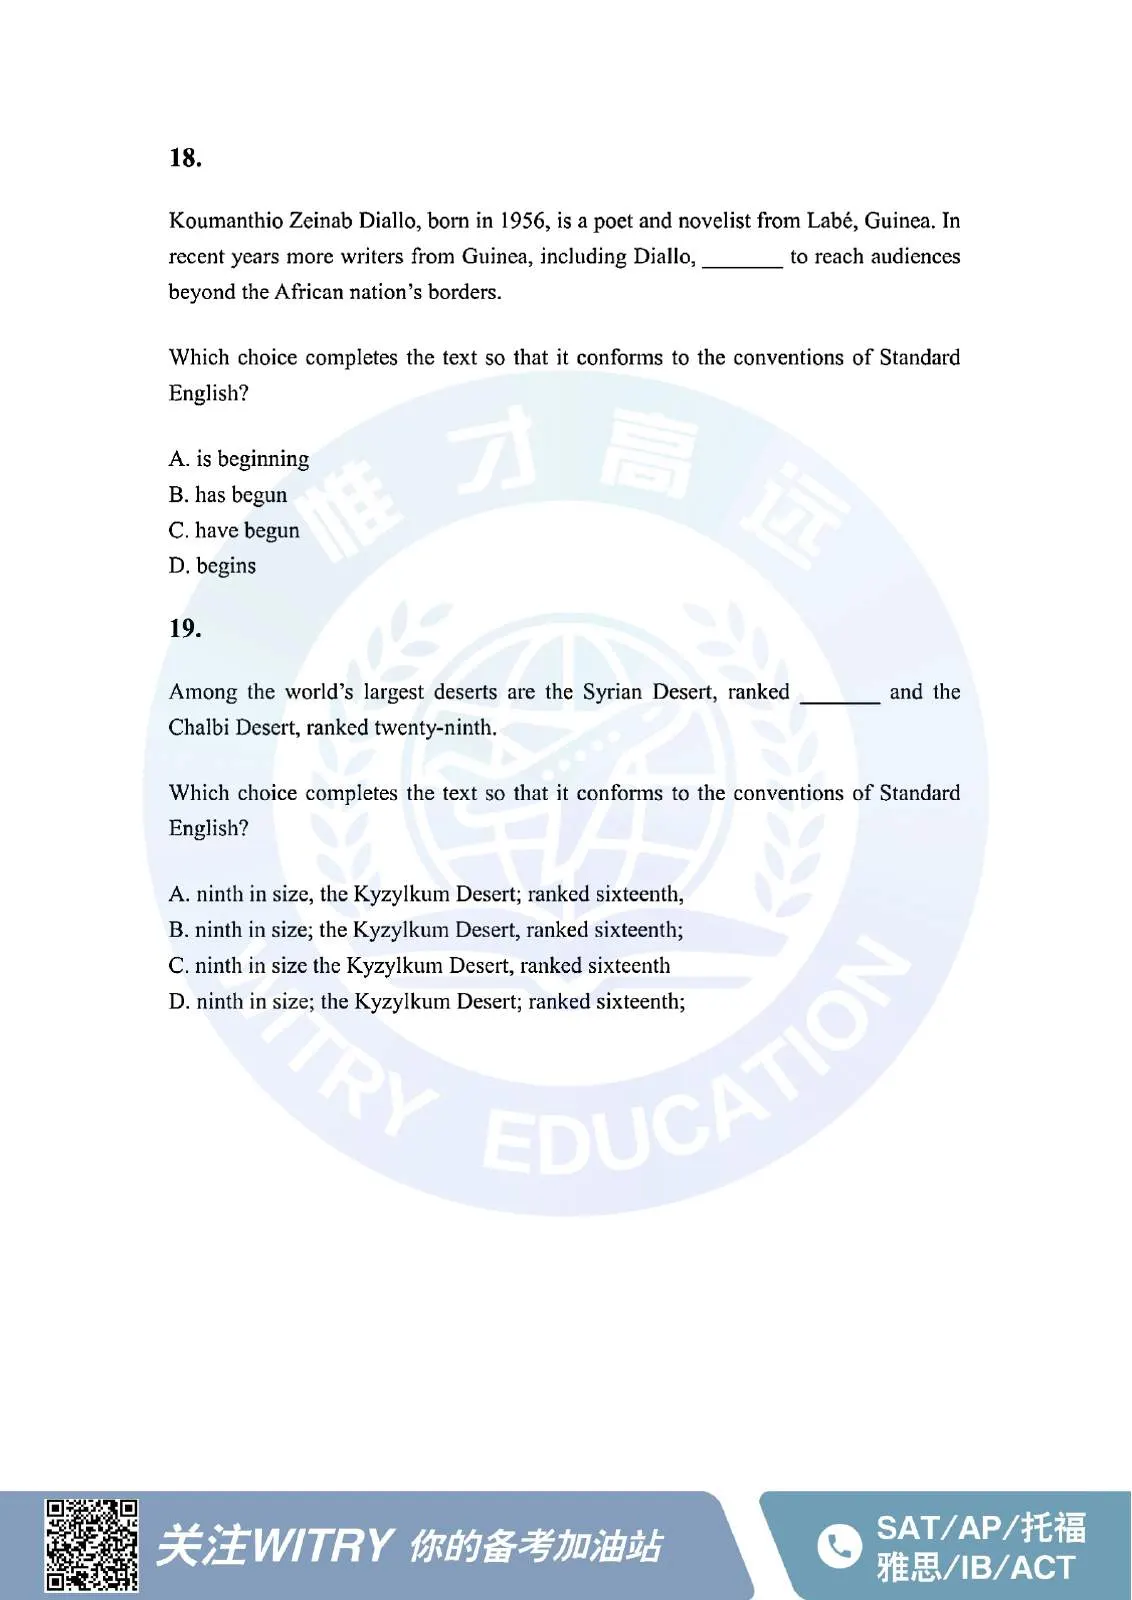 18.
Koumanthio Zeinab Diallo, born in 1956, is a poet and novelist from Labé, Guinea. In
recent years more writers from Guinea, including Diallo, _______ to reach audiences
beyond the African nation’s borders.
Which choice completes the text so that it conforms to the conventions of Standard
English?
A. is beginning
B. has begun
C. have begun
D. begins
19.
Among the world’s largest deserts are the Syrian Desert, ranked _______ and the
Chalbi Desert, ranked twenty-ninth.
Which choice completes the text so that it conforms to the conventions of Standard
English?
A. ninth in size, the Kyzylkum Desert; ranked sixteenth,
B. ninth in size; the Kyzylkum Desert, ranked sixteenth;
C. ninth in size the Kyzylkum Desert, ranked sixteenth
D. ninth in size; the Kyzylkum Desert; ranked sixteenth;
惟才高远
WITRY EDUCATION
关注WITRY 你的备考加油站
SAT/AP/托福
雅思/IB/ACT